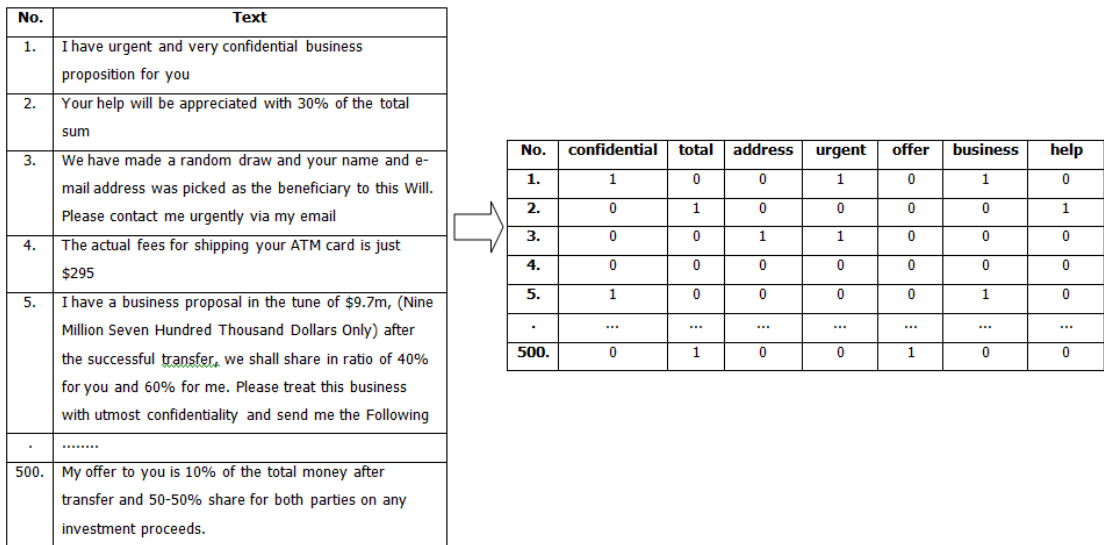 No. Text
1. I have urgent and very confidential business
proposition for you
2. Your help will be appreciated with 30% of the total
sum
3. We have made a random draw and your name and e-
mail address was picked as the beneficiary to this Will.
Please contact me urgently via my email
4. The actual fees for shipping your ATM card is just
$295
5. I have a business proposal in the tune of $9.7m, (Nine
Million Seven Hundred Thousand Dollars Only) after
the successful transfer, we shall share in ratio of 40%
for you and 60% for me. Please treat this business
with utmost confidentiality and send me the Following
. ........
500. My offer to you is 10% of the total money after
transfer and 50-50% share for both parties on any
investment proceeds.
No. confidential total address urgent offer business help
1. 1 0 0 1 0 1 0
2. 0 1 0 0 0 0 1
3. 0 0 1 1 0 0 0
4. 0 0 0 0 0 0 0
5. 1 0 0 0 0 1 0
. ... ... ... ... ... ... ...
500. 0 1 0 0 1 0 0